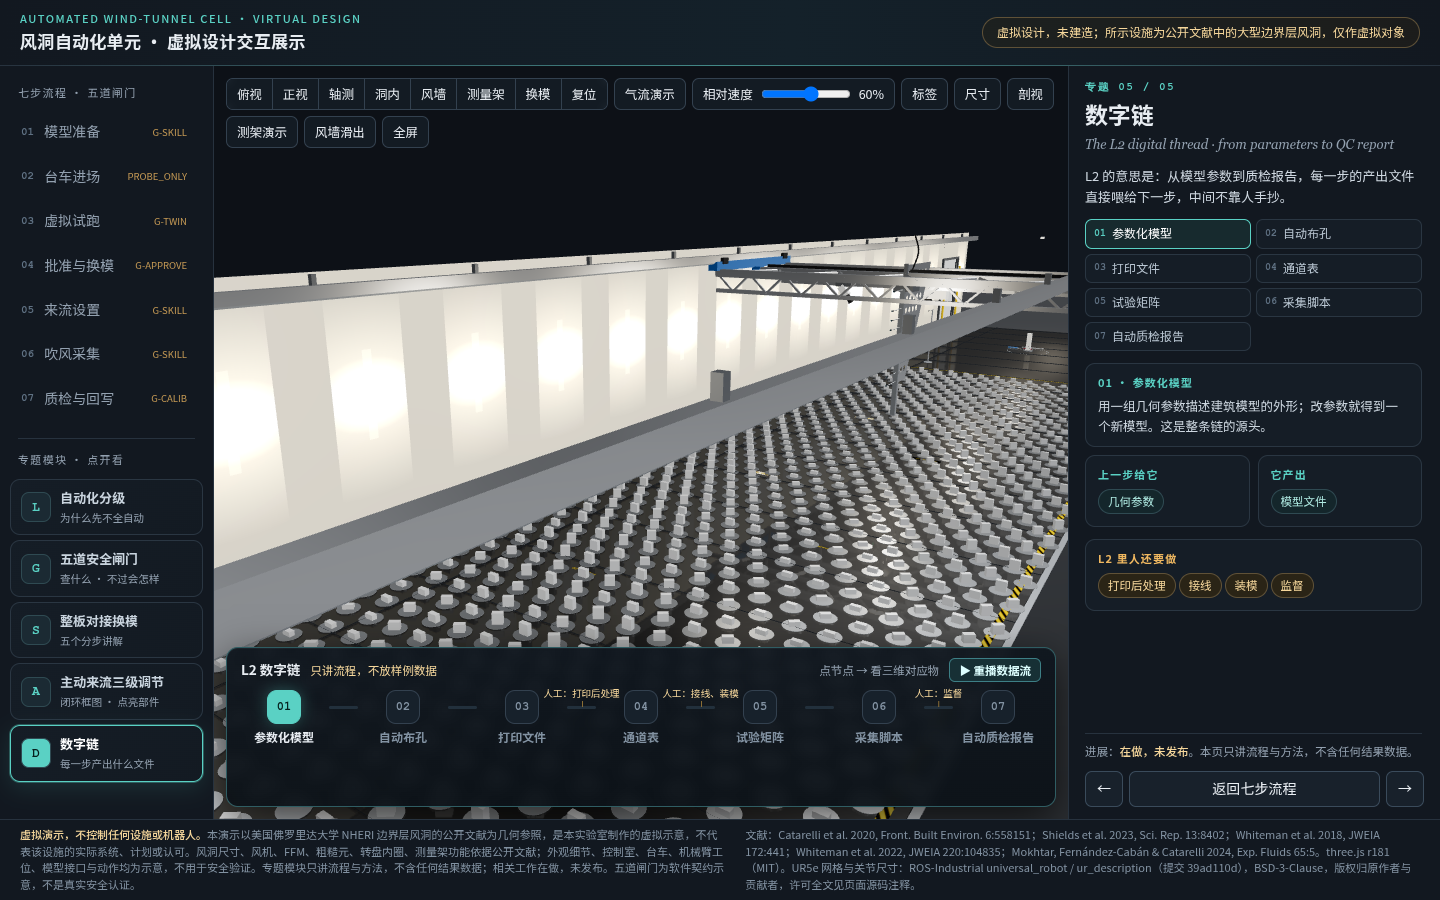 AUTOMATED WIND-TUNNEL CELL · VIRTUAL DESIGN
风洞自动化单元 · 虚拟设计交互展示
虚拟设计，未建造；所示设施为公开文献中的大型边界层风洞，仅作虚拟对象
七步流程 · 五道闸门
01 模型准备 G-SKILL
02 台车进场 PROBE_ONLY
03 虚拟试跑 G-TWIN
04 批准与换模 G-APPROVE
05 来流设置 G-SKILL
06 吹风采集 G-SKILL
07 质检与回写 G-CALIB
专题模块 · 点开看
L 自动化分级
为什么先不全自动
G 五道安全闸门
查什么 · 不过会怎样
S 整板对接换模
五个分步讲解
A 主动来流三级调节
闭环框图 · 点亮部件
D 数字链
每一步产出什么文件
俯视 正视 轴测 洞内 风墙 测量架 换模 复位 气流演示 相对速度 60% 标签 尺寸 剖视
测架演示 风墙滑出 全屏
L2 数字链 只讲流程，不放样例数据 点节点 → 看三维对应物 ▶ 重播数据流
人工：打印后处理 人工：接线、装模 人工：监督
01 02 03 04 05 06 07
参数化模型 自动布孔 打印文件 通道表 试验矩阵 采集脚本 自动质检报告
专题 05 / 05
数字链
The L2 digital thread · from parameters to QC report
L2 的意思是：从模型参数到质检报告，每一步的产出文件
直接喂给下一步，中间不靠人手抄。
01 参数化模型 02 自动布孔
03 打印文件 04 通道表
05 试验矩阵 06 采集脚本
07 自动质检报告
01 · 参数化模型
用一组几何参数描述建筑模型的外形；改参数就得到一
个新模型。这是整条链的源头。
上一步给它 它产出
几何参数 模型文件
L2 里人还要做
打印后处理 接线 装模 监督
进展：在做，未发布。本页只讲流程与方法，不含任何结果数据。
← 返回七步流程 →
虚拟演示，不控制任何设施或机器人。本演示以美国佛罗里达大学 NHERI 边界层风洞的公开文献为几何参照，是本实验室制作的虚拟示意，不代
表该设施的实际系统、计划或认可。风洞尺寸、风机、FFM、粗糙元、转盘内圈、测量架功能依据公开文献；外观细节、控制室、台车、机械臂工
位、模型接口与动作均为示意，不用于安全验证。专题模块只讲流程与方法，不含任何结果数据；相关工作在做，未发布。五道闸门为软件契约示
意，不是真实安全认证。
文献：Catarelli et al. 2020, Front. Built Environ. 6:558151；Shields et al. 2023, Sci. Rep. 13:8402；Whiteman et al. 2018, JWEIA
172:441；Whiteman et al. 2022, JWEIA 220:104835；Mokhtar, Fernández-Cabán & Catarelli 2024, Exp. Fluids 65:5。three.js r181
（MIT）。UR5e 网格与关节尺寸：ROS-Industrial universal_robot / ur_description（提交 39ad110d），BSD-3-Clause，版权归原作者与
贡献者，许可全文见页面源码注释。